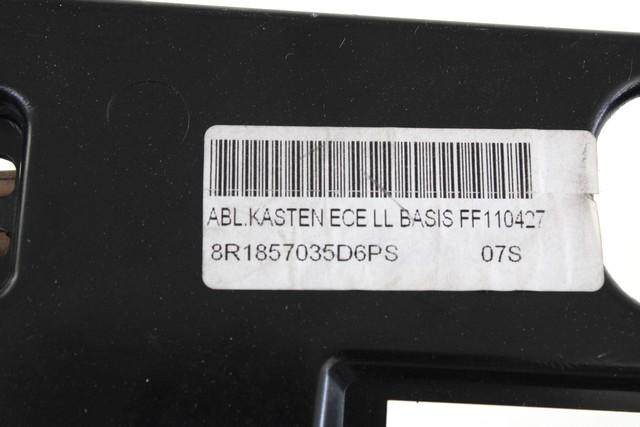 ABL.KASTEN ECE LL BASIS FF110427
8R1857035D6PS 07S